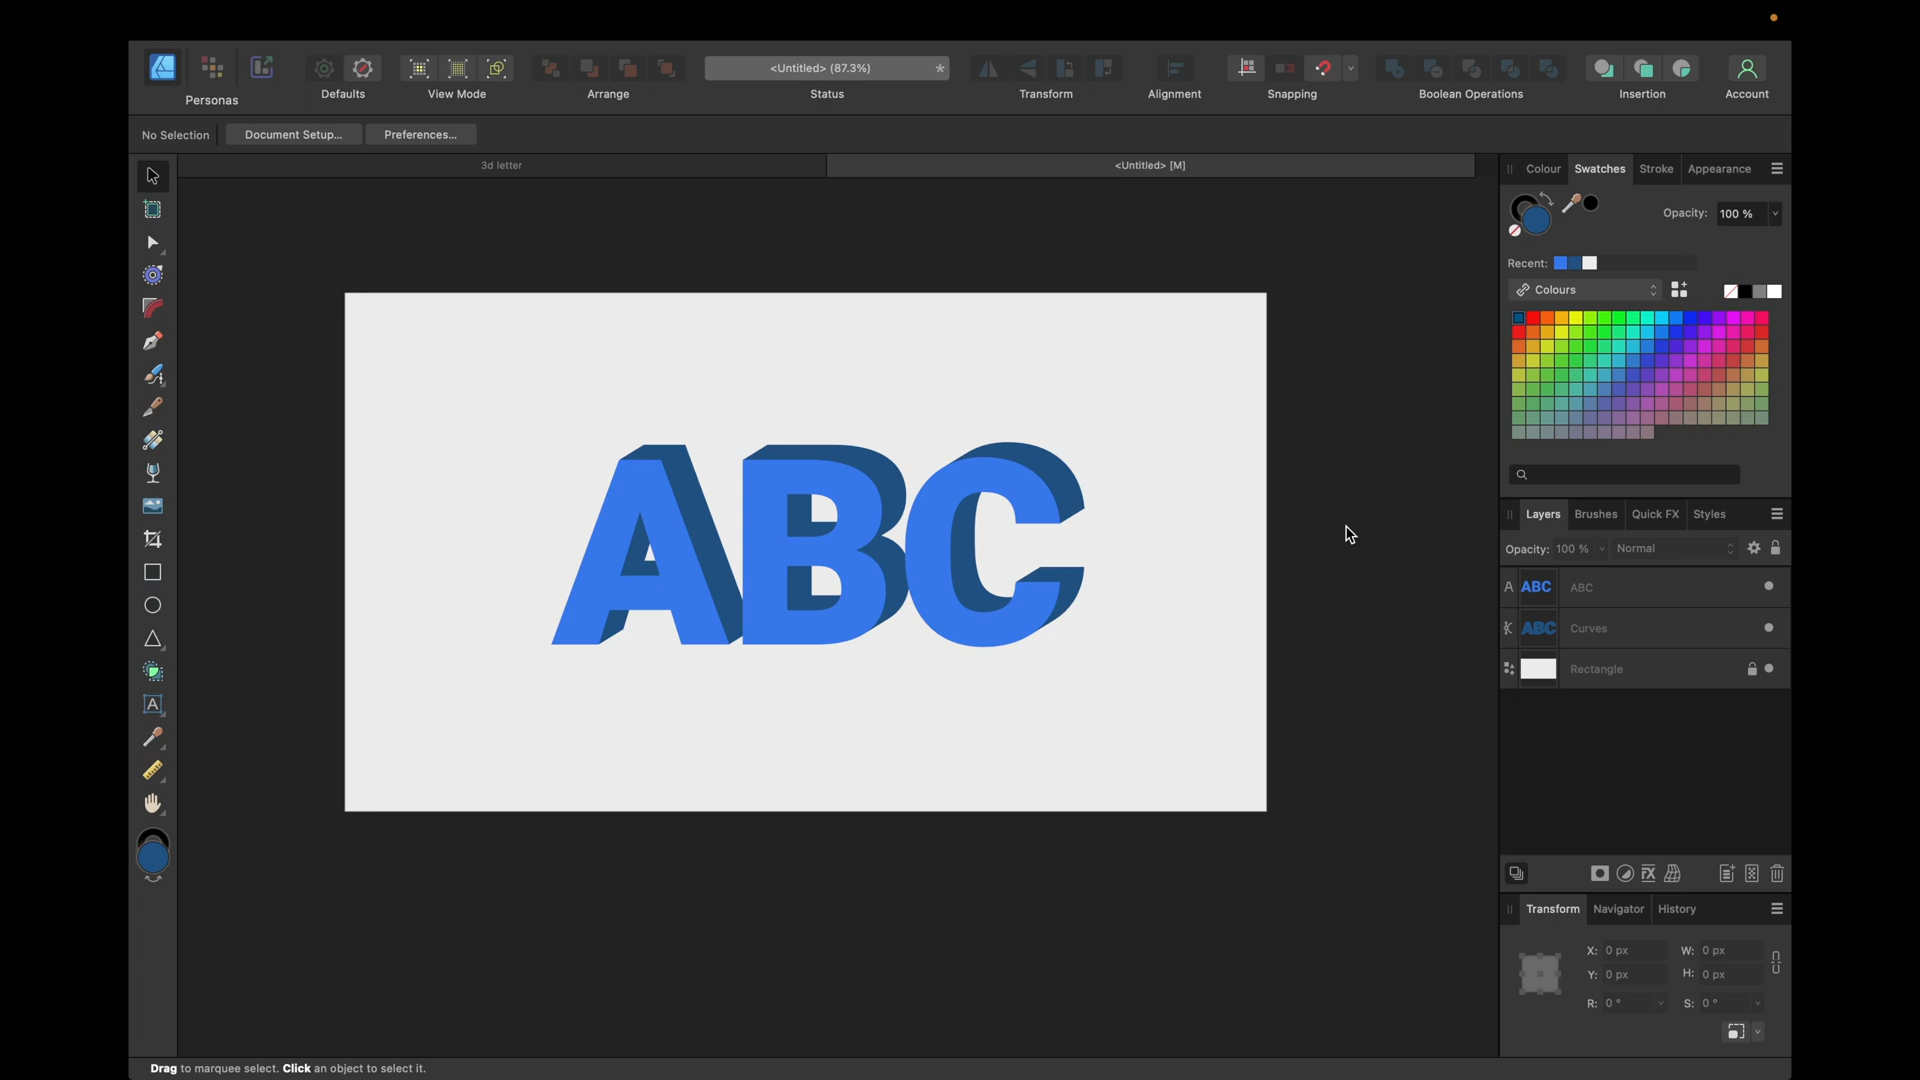 <Untitled> (87.3%)
*
Personas
Defaults
View Mode
Arrange
Status
Transform
Alignment
Snapping
Boolean Operations
Insertion
Account
No Selection
Document Setup...
Preferences...
3d letter
<Untitled> [M]
Colour Swatches Stroke Appearance
Opacity: 100 %
Recent:
Colours
ABC
Layers Brushes Quick FX Styles
Opacity: 100 % Normal
A ABC ABC
ABC Curves
Rectangle
A
Transform Navigator History
X: 0 px W: 0 px
Y: 0 px H: 0 px
R: 0 ° S: 0 °
Drag to marquee select. Click an object to select it.